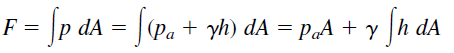 F = ∫p dA = ∫(pₐ + γh) dA = pₐA + γ ∫h dA